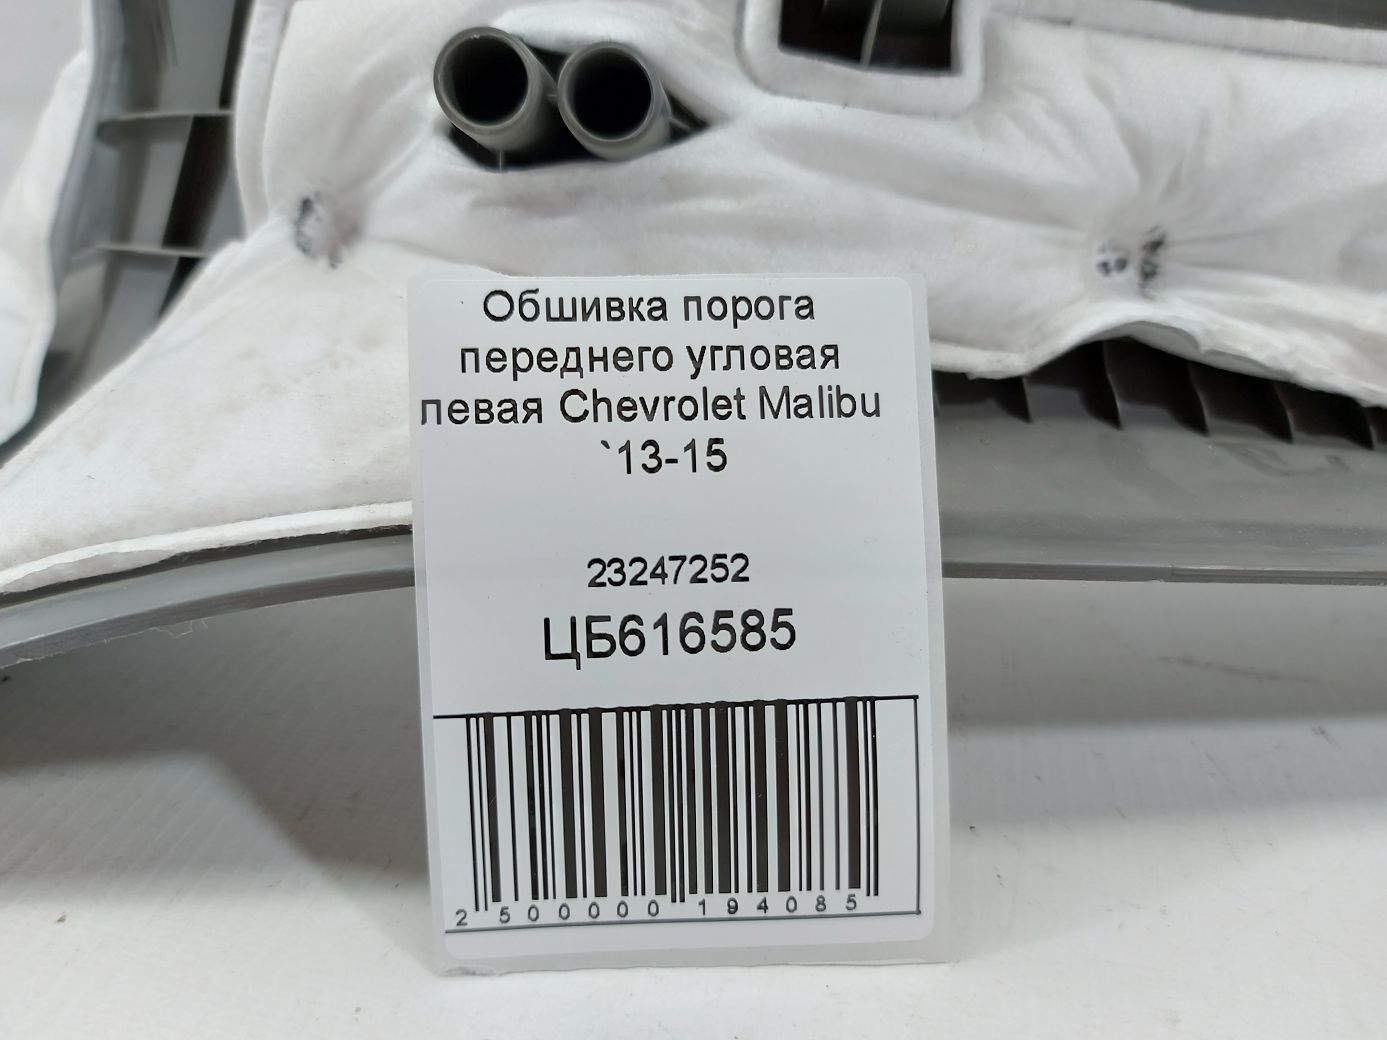 Обшивка порога
переднего угловая
левая Chevrolet Malibu
`13-15
23247252
ЦБ616585
2 500000 194085